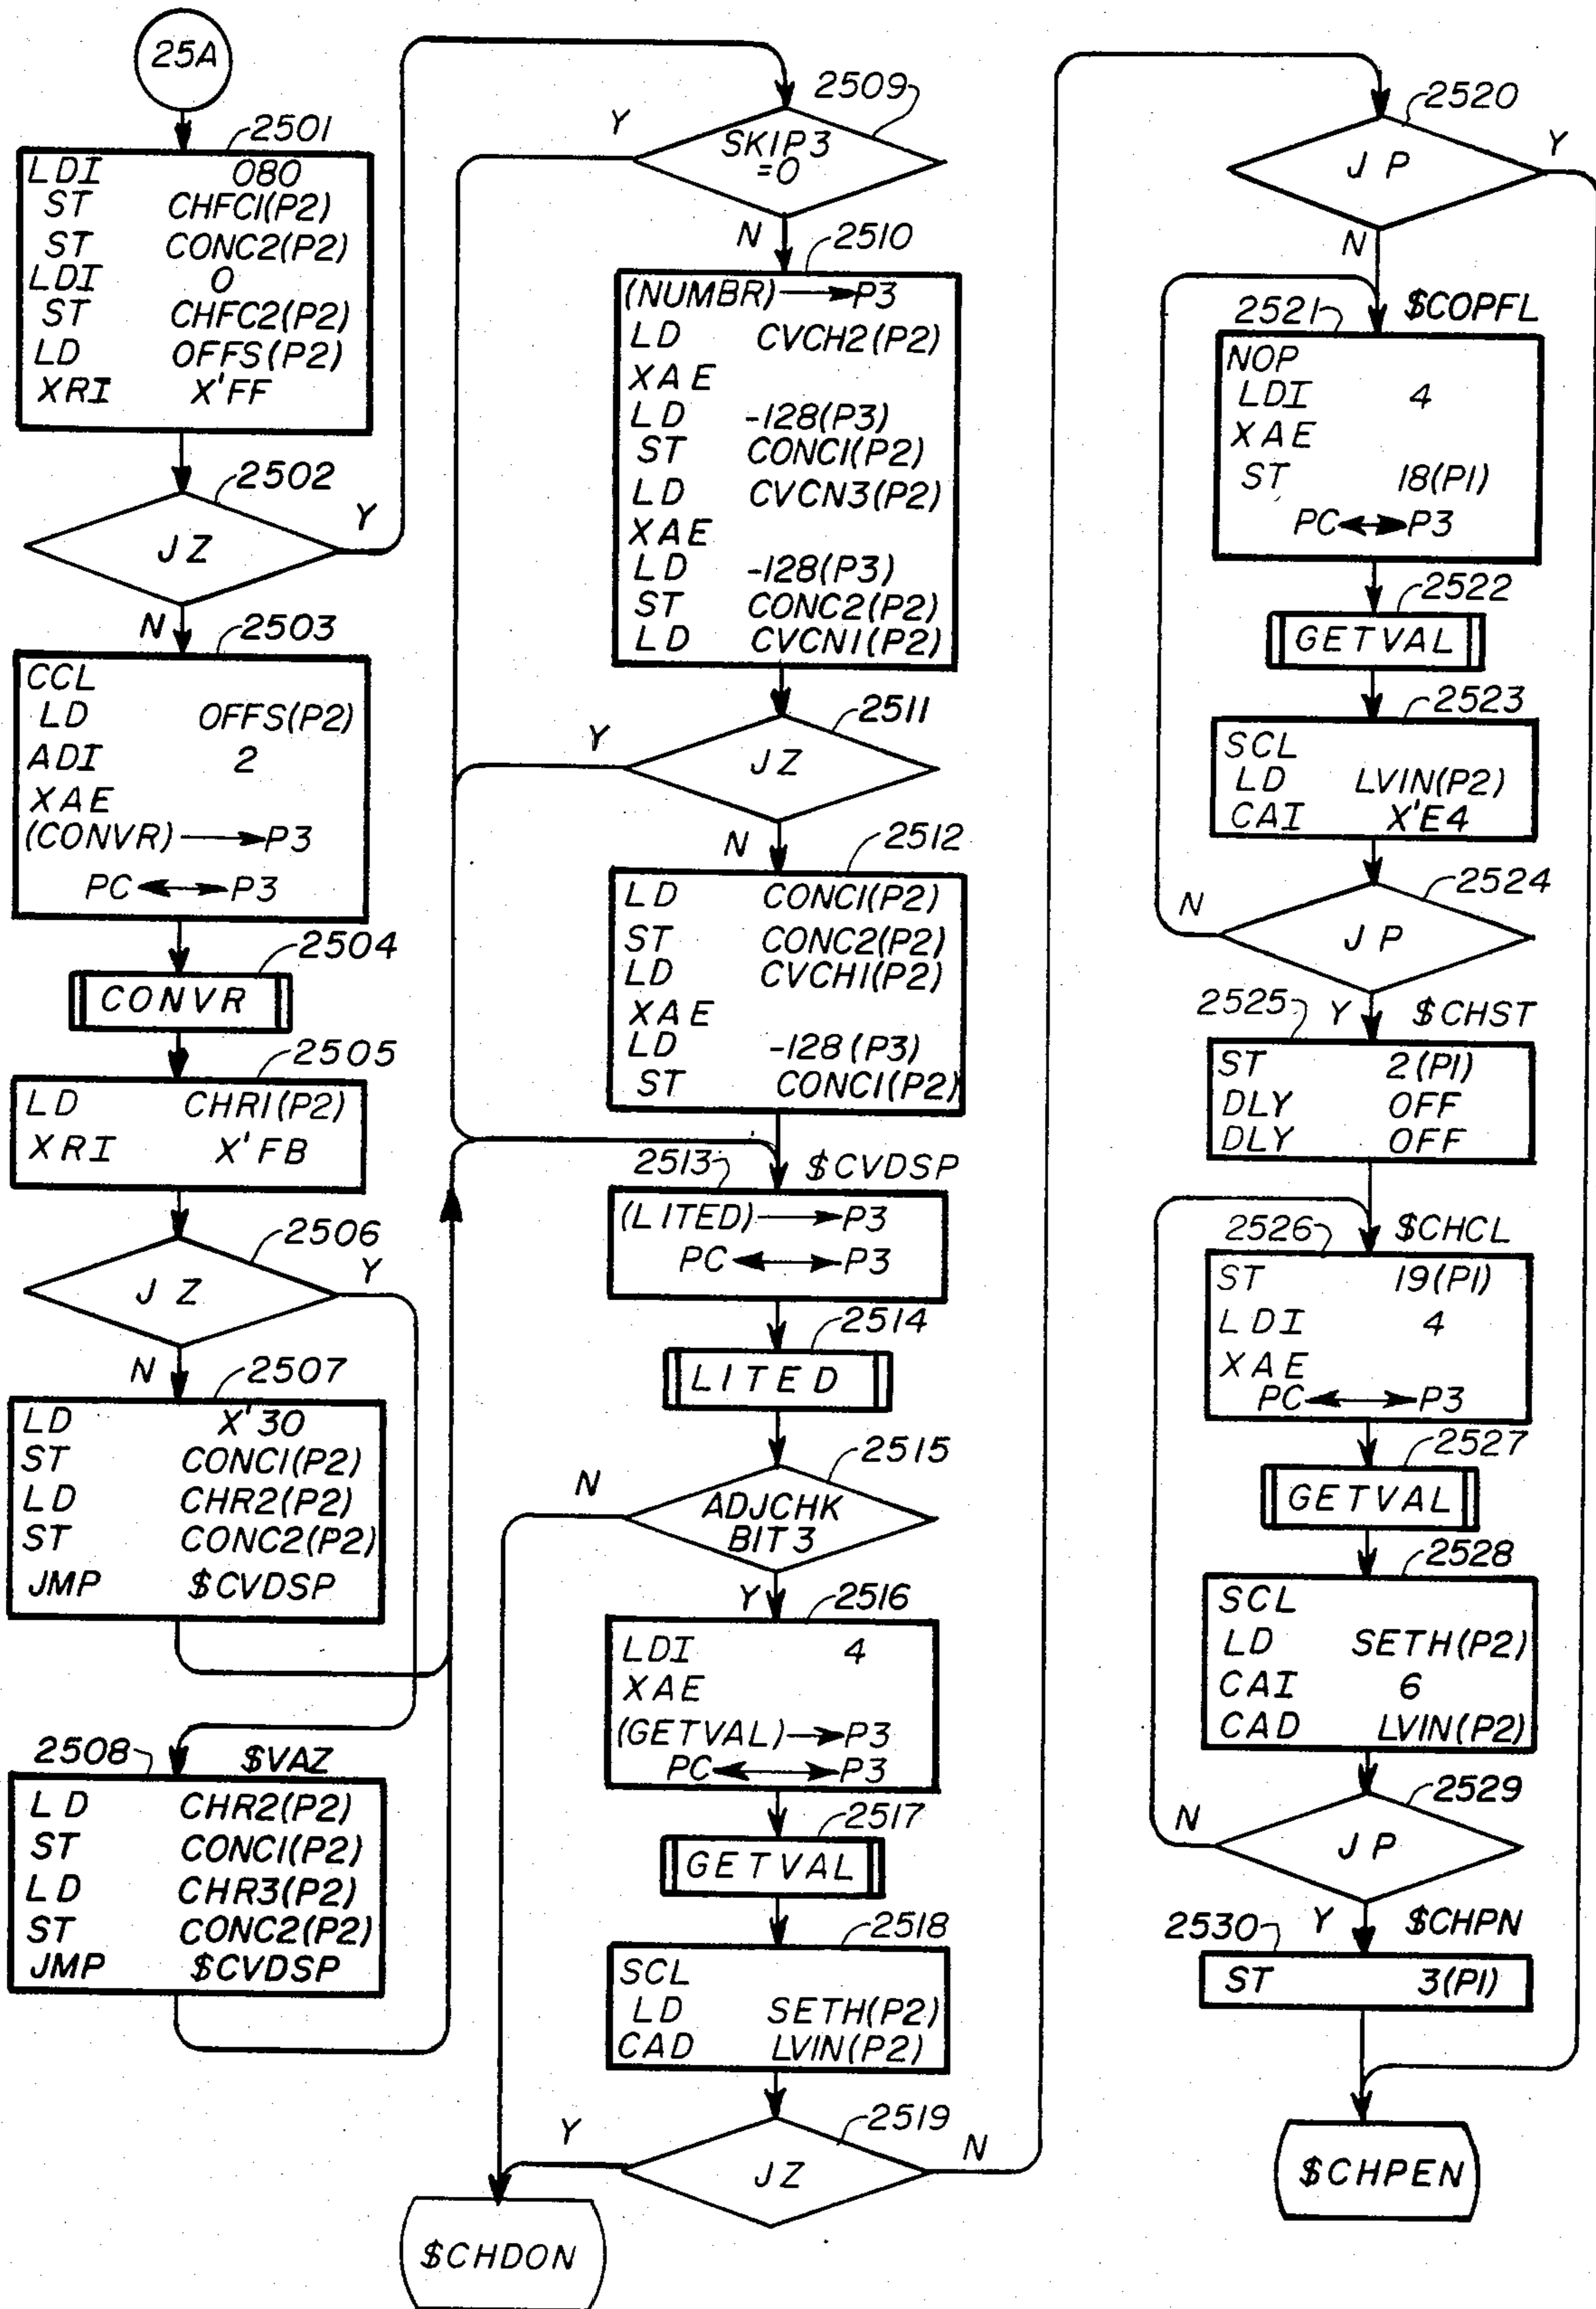 25A
2501
LDI 080
ST CHFC1(P2)
ST CONC2(P2)
LDI 0
ST CHFC2(P2)
LD OFFS(P2)
XRI X'FF
2502
JZ
Y
N
2503
CCL
LD OFFS(P2)
ADI 2
XAE
(CONVR) → P3
PC ↔ P3
2504
CONVR
2505
LD CHR1(P2)
XRI X'FB
2506
JZ
Y
N
2507
LD X'30
ST CONC1(P2)
LD CHR2(P2)
ST CONC2(P2)
JMP $CVDSP
2508
$VAZ
LD CHR2(P2)
ST CONC1(P2)
LD CHR3(P2)
ST CONC2(P2)
JMP $CVDSP
2509
Y
SKIP3
=0
N
2510
(NUMBR) → P3
LD CVCH2(P2)
XAE
LD -128(P3)
ST CONC1(P2)
LD CVCN3(P2)
XAE
LD -128(P3)
ST CONC2(P2)
LD CVCN1(P2)
2511
Y
JZ
N
2512
LD CONC1(P2)
ST CONC2(P2)
LD CVCH1(P2)
XAE
LD -128(P3)
ST CONC1(P2)
2513
$CVDSP
(LITED) → P3
PC ↔ P3
2514
LITED
2515
N
ADJCHK
BIT 3
Y
2516
LDI 4
XAE
(GETVAL) → P3
PC ↔ P3
2517
GETVAL
2518
SCL
LD SETH(P2)
CAD LVIN(P2)
2519
Y
JZ
N
$CHDON
2520
JP
Y
N
2521
$COPFL
NOP
LDI 4
XAE
ST 18(P1)
PC ↔ P3
2522
GETVAL
2523
SCL
LD LVIN(P2)
CAI X'E4
2524
N
JP
2525
Y
$CHST
ST 2(P1)
DLY OFF
DLY OFF
2526
$CHCL
ST 19(P1)
LDI 4
XAE
PC ↔ P3
2527
GETVAL
2528
SCL
LD SETH(P2)
CAI 6
CAD LVIN(P2)
2529
N
JP
2530
Y
$CHPN
ST 3(P1)
$CHPEN